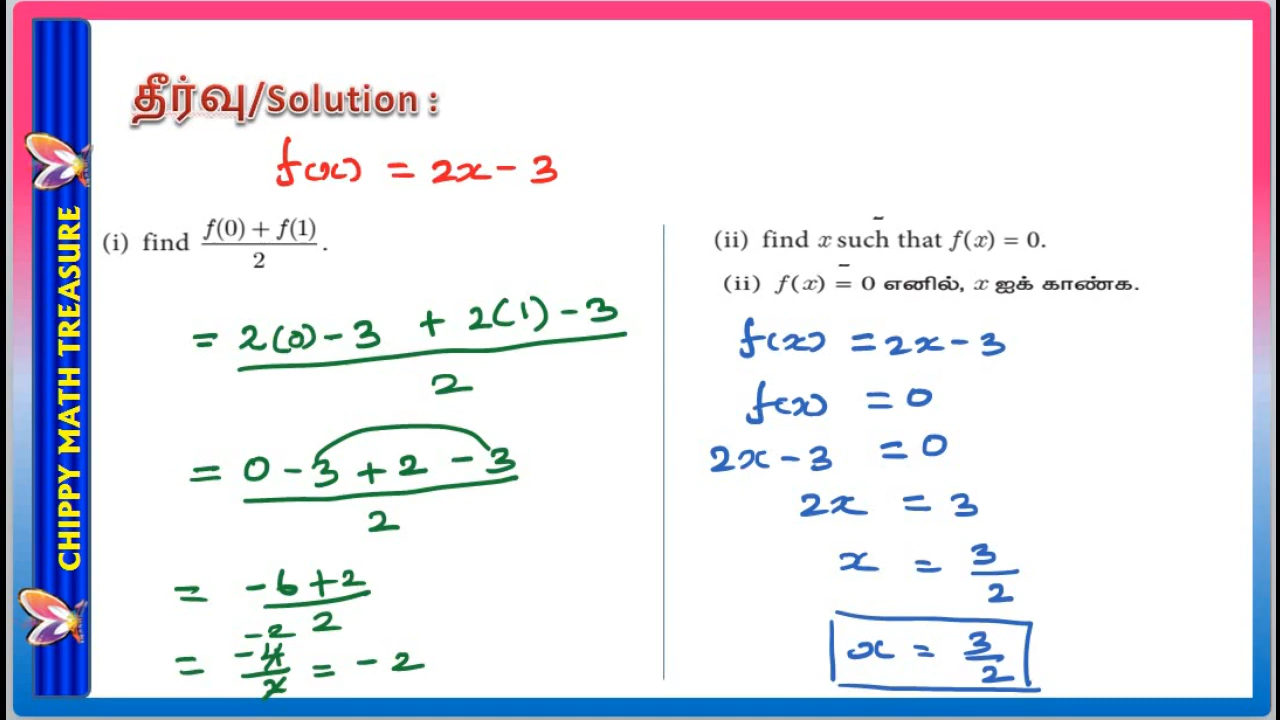 CHIPPY MATH TREASURE
தீர்வு/Solution :
f(x) = 2x - 3
(i) find f(0) + f(1) / 2 .
= 2(0) - 3 + 2(1) - 3 / 2
= 0 - 3 + 2 - 3 / 2
= -6 + 2 / 2
= -2 -4 / 2 = -2
(ii) find x such that f(x) = 0.
(ii) f(x) = 0 எனில், x ஐக் காண்க.
f(x) = 2x - 3
f(x) = 0
2x - 3 = 0
2x = 3
x = 3 / 2
x = 3 / 2